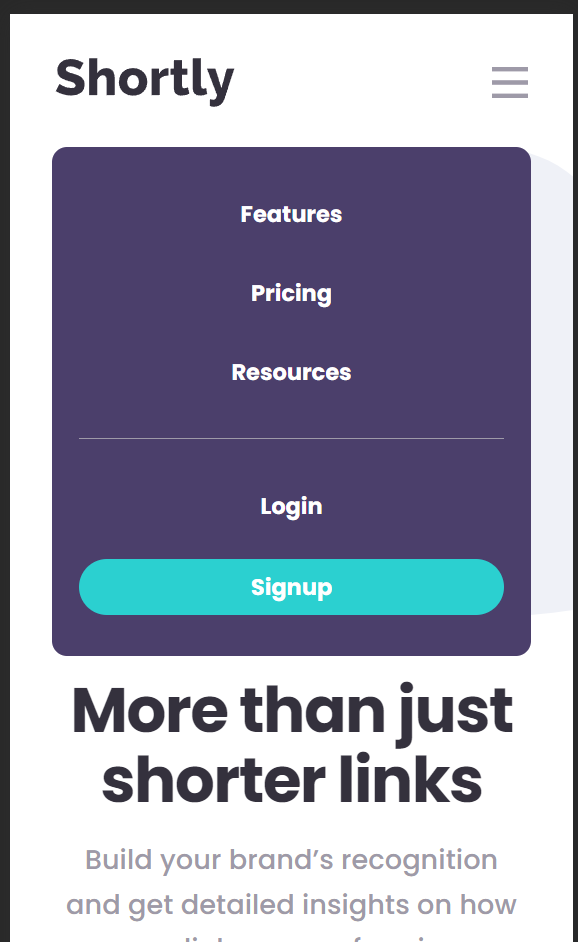 Shortly
Features
Pricing
Resources
Login
Signup
More than just
shorter links
Build your brand’s recognition
and get detailed insights on how